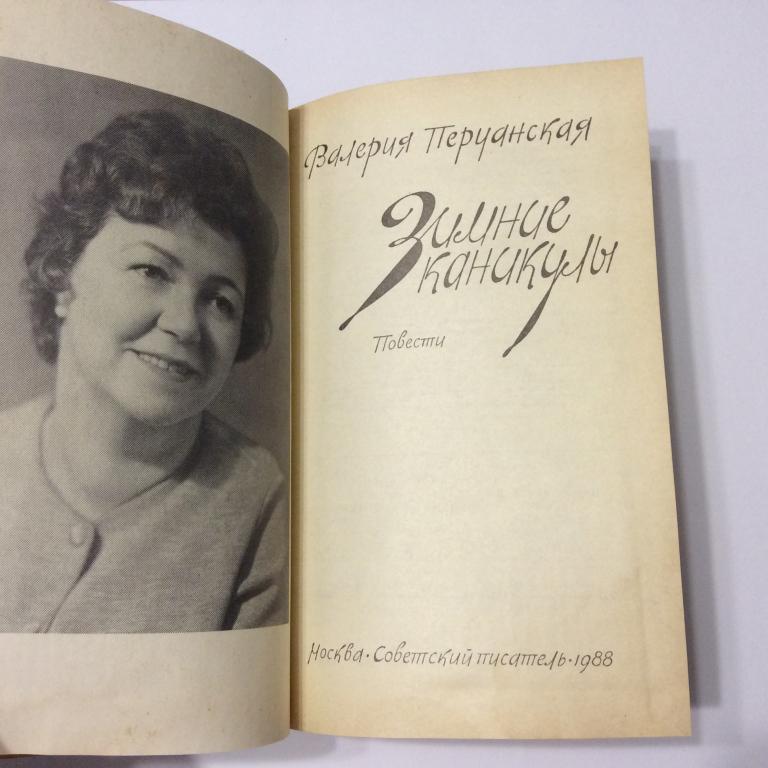 Валерия Перуанская
Зимние
каникулы
Повести
Москва · Советский писатель · 1988